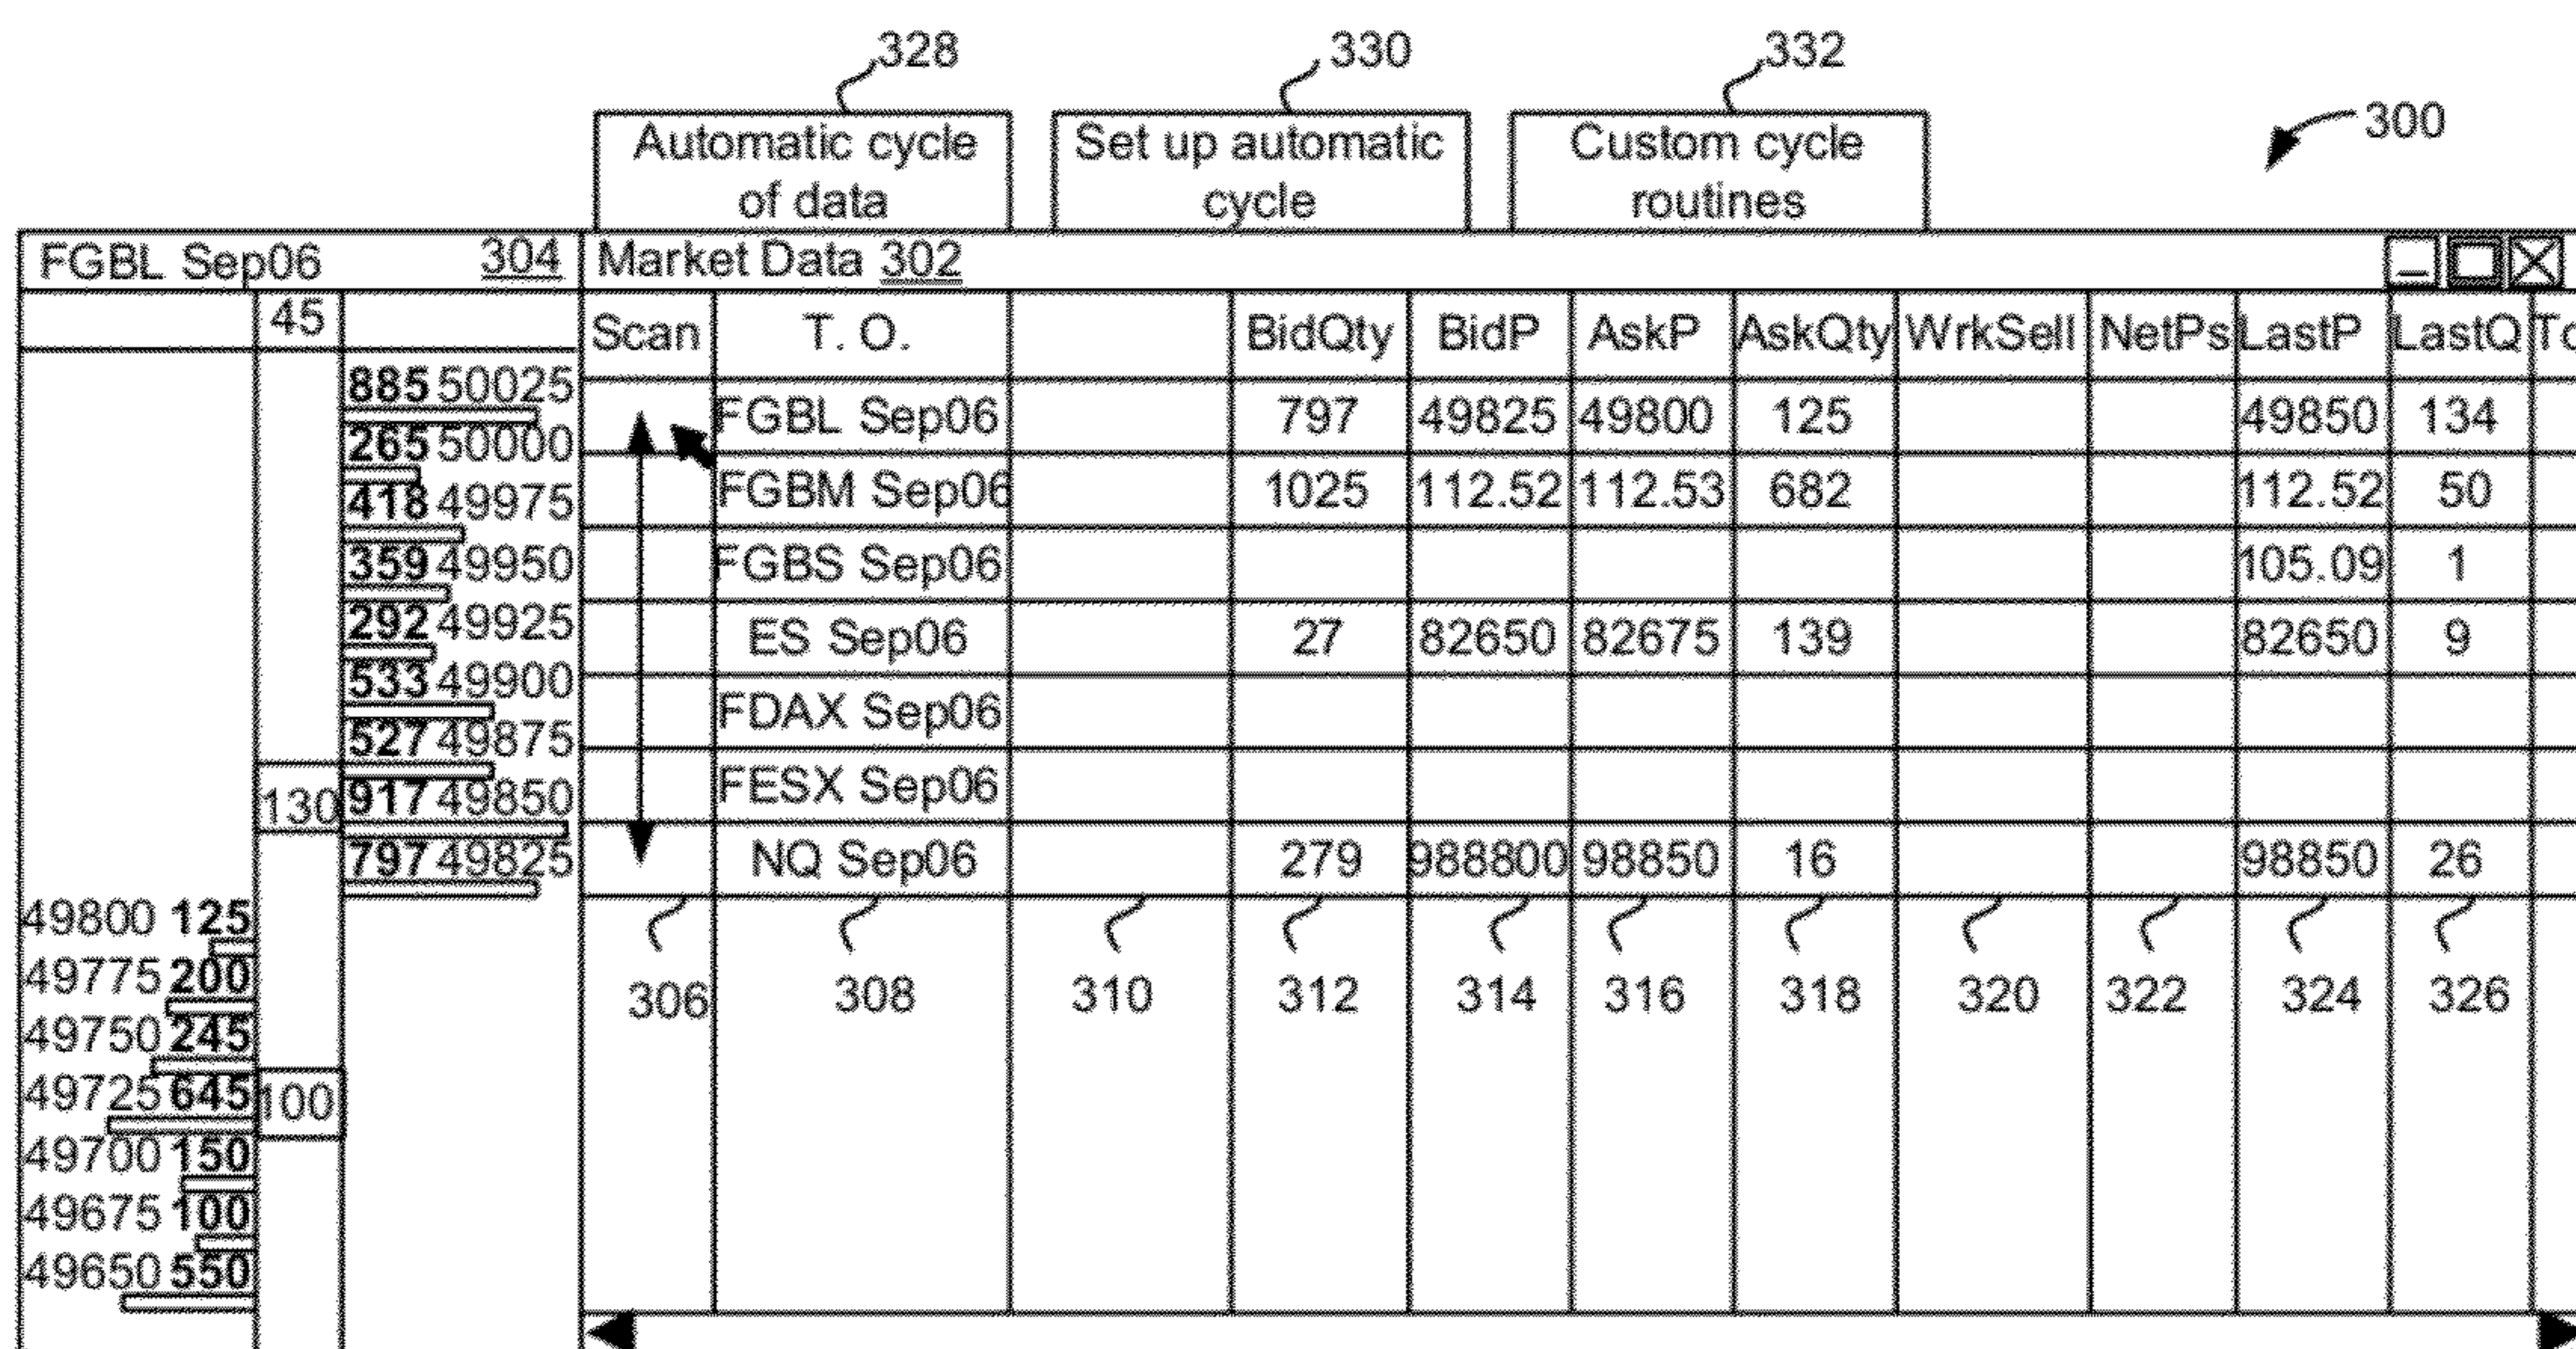 328 330 332
300
Automatic cycle of data
Set up automatic cycle
Custom cycle routines
FGBL Sep06 304 Market Data 302
45
885 50025
265 50000
418 49975
359 49950
292 49925
533 49900
527 49875
130 917 49850
797 49825
49800 125
49775 200
49750 245
49725 645 100
49700 150
49675 100
49650 550
Scan T. O. BidQty BidP AskP AskQty WrkSell NetPs LastP LastQ
FGBL Sep06 797 49825 49800 125 49850 134
FGBM Sep06 1025 112.52 112.53 682 112.52 50
FGBS Sep06 105.09 1
ES Sep06 27 82650 82675 139 82650 9
FDAX Sep06
FESX Sep06
NQ Sep06 279 988800 98850 16 98850 26
306 308 310 312 314 316 318 320 322 324 326